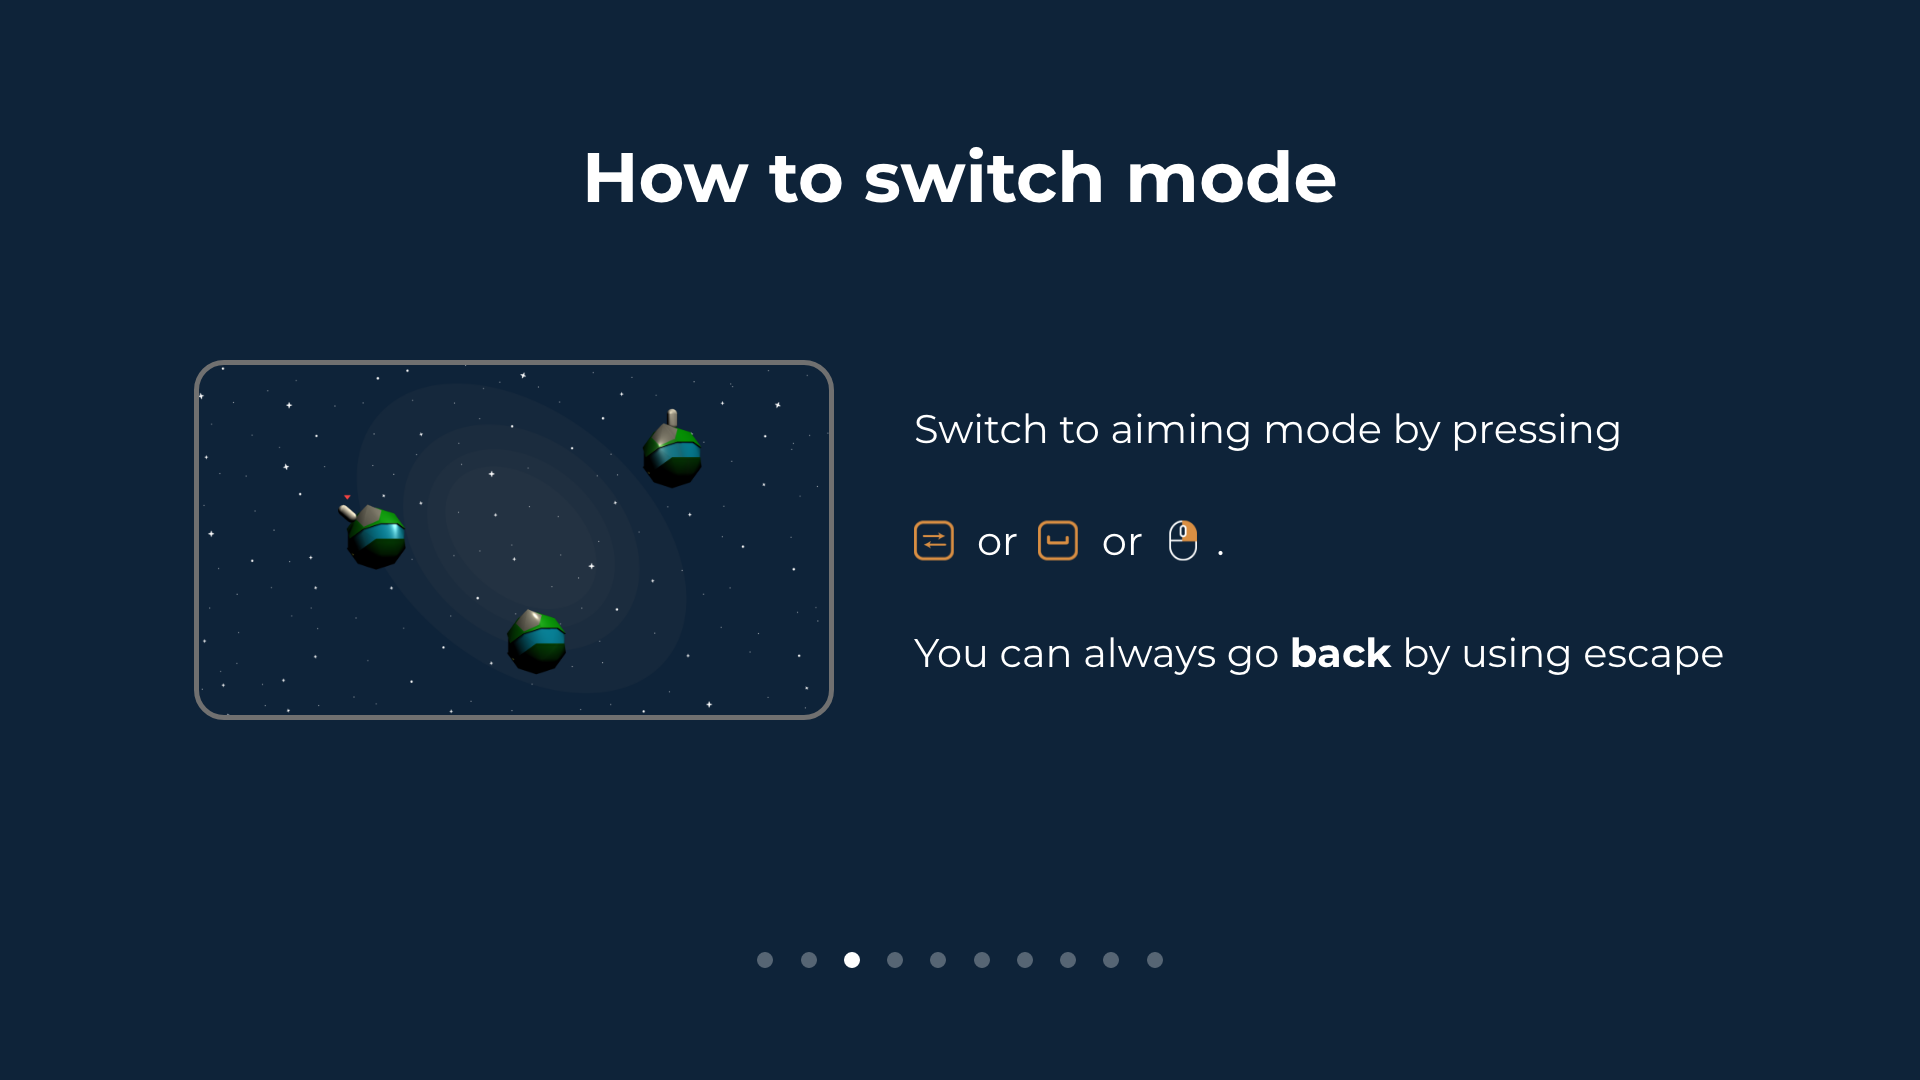 How to switch mode
Switch to aiming mode by pressing
or or .
You can always go back by using escape